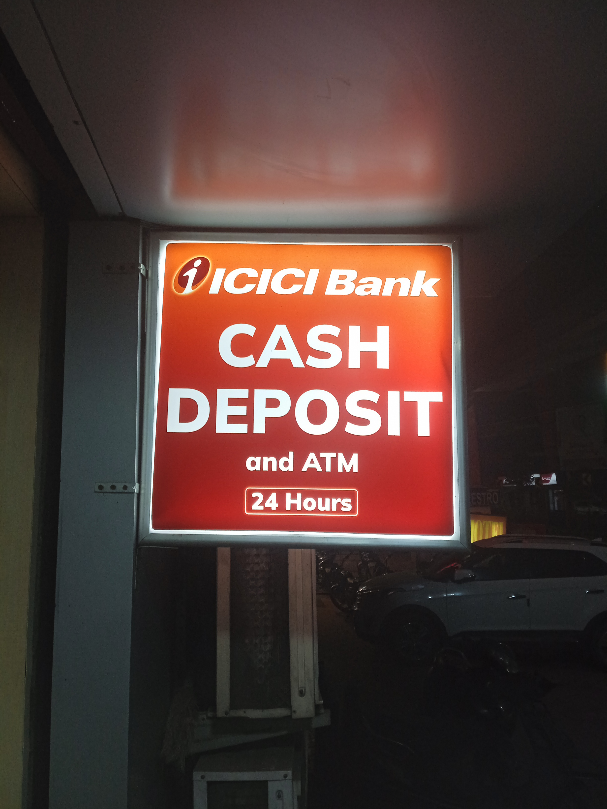 i ICICI Bank
CASH
DEPOSIT
and ATM
24 Hours